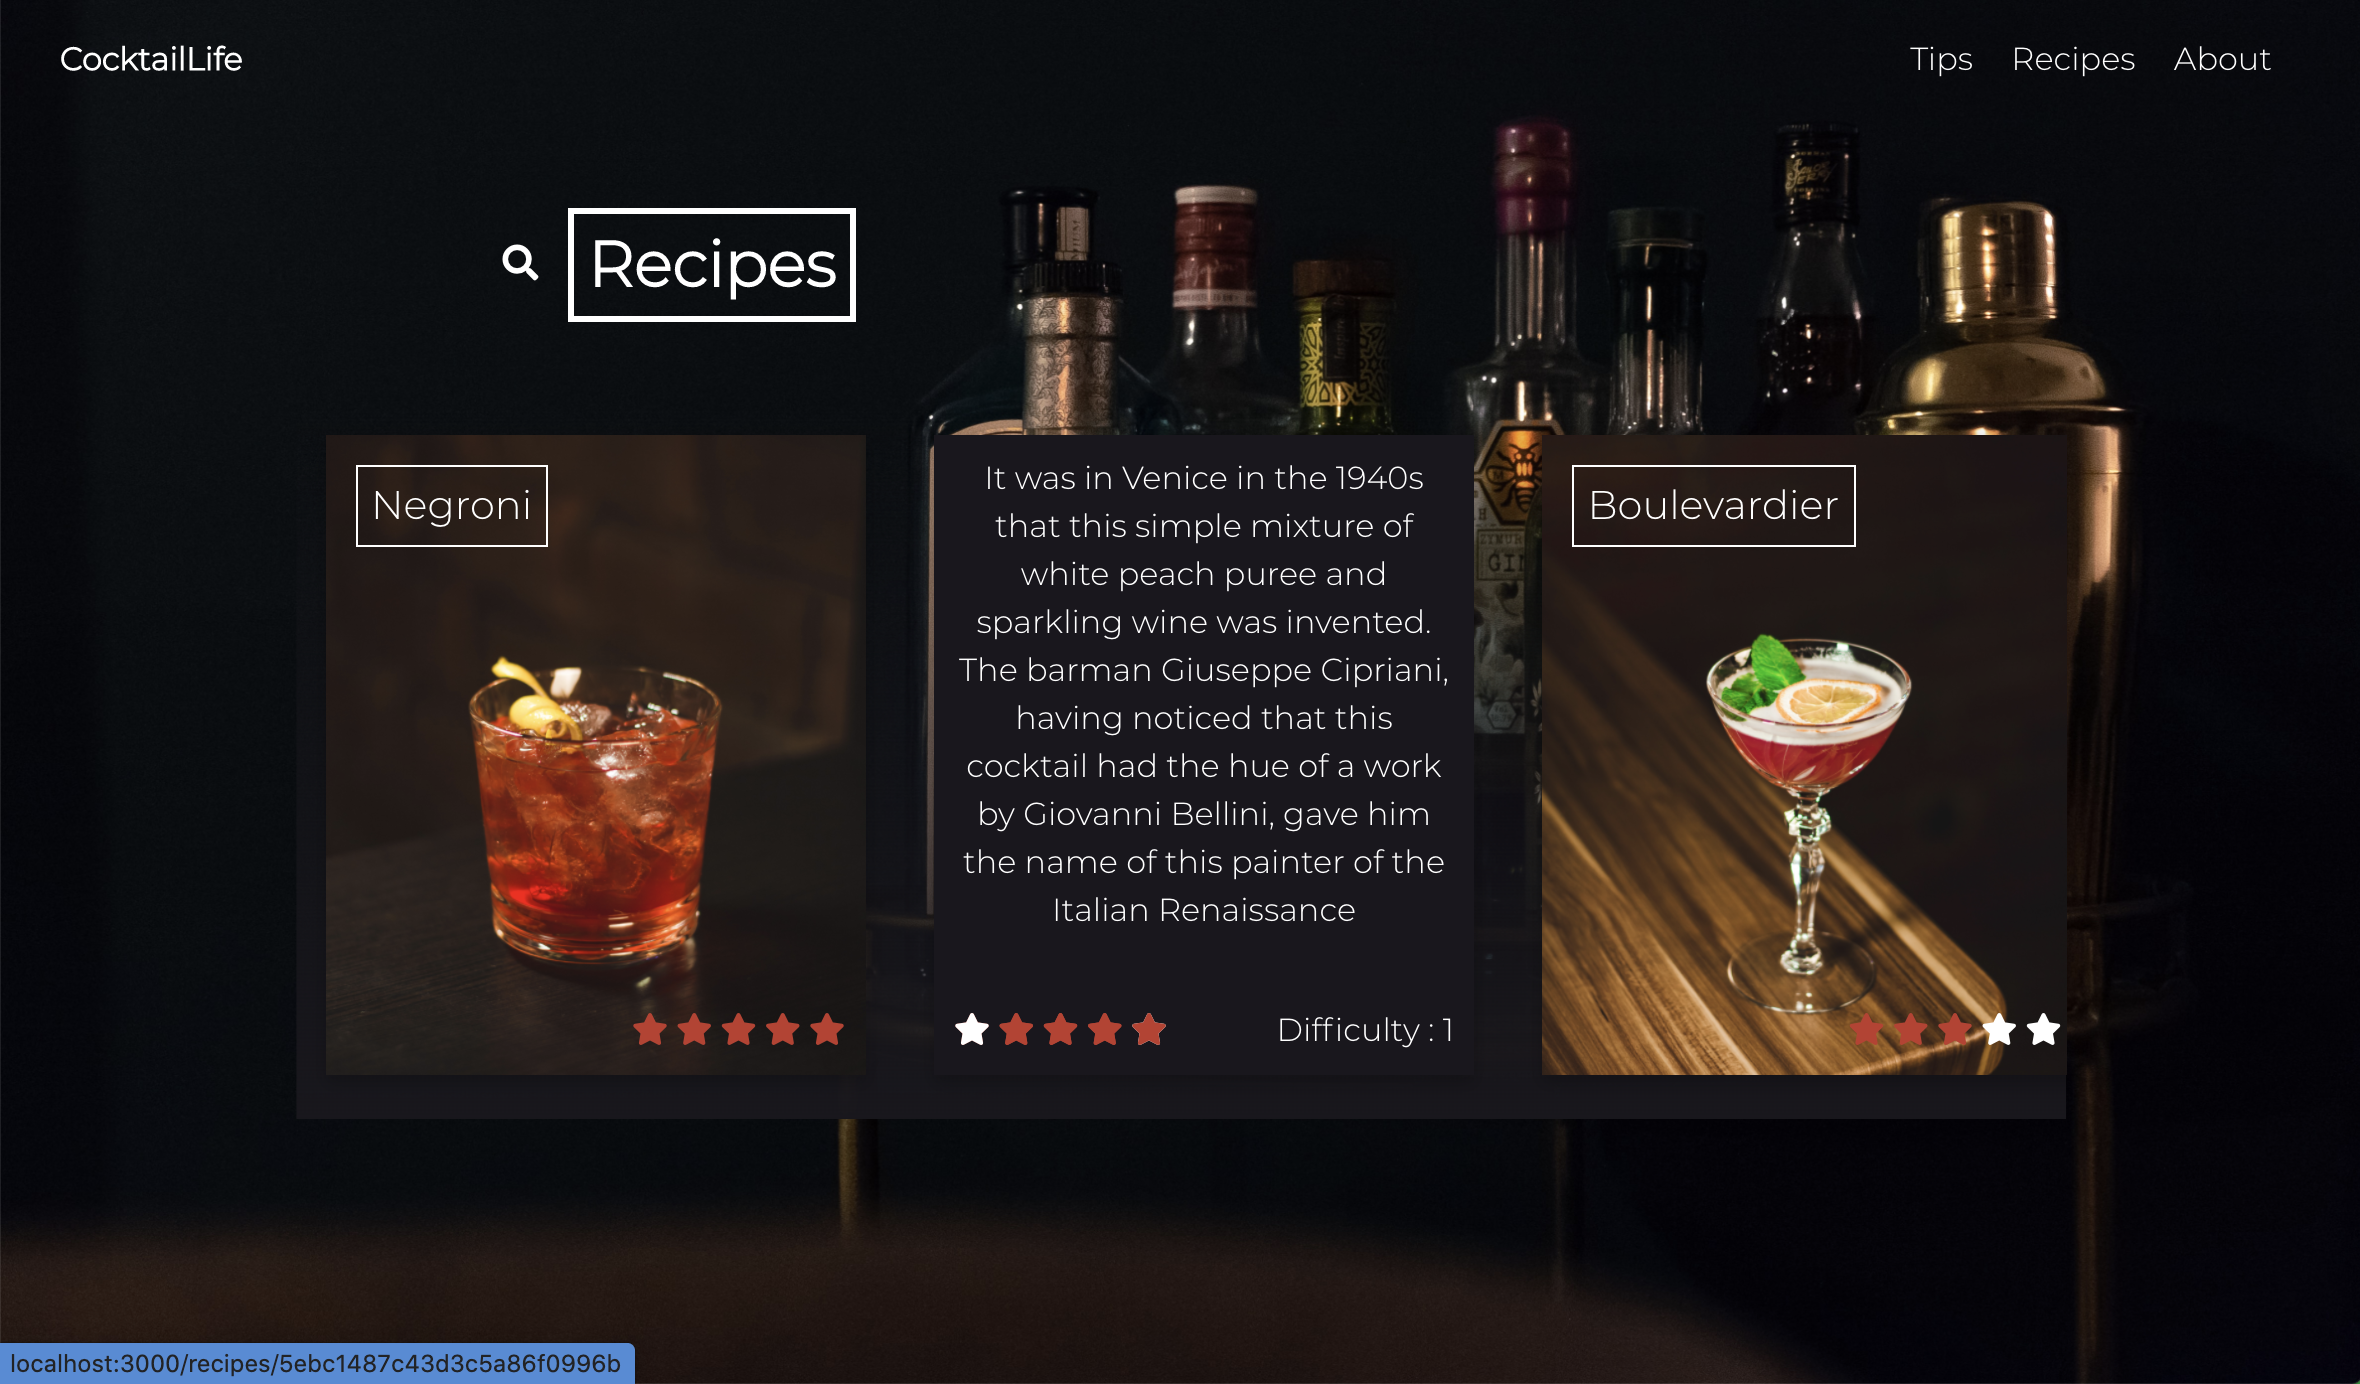 CocktailLife
Tips Recipes About
Recipes
Negroni
It was in Venice in the 1940s
that this simple mixture of
white peach puree and
sparkling wine was invented.
The barman Giuseppe Cipriani,
having noticed that this
cocktail had the hue of a work
by Giovanni Bellini, gave him
the name of this painter of the
Italian Renaissance
Difficulty : 1
Boulevardier
GIN
localhost:3000/recipes/5ebc1487c43d3c5a86f0996b